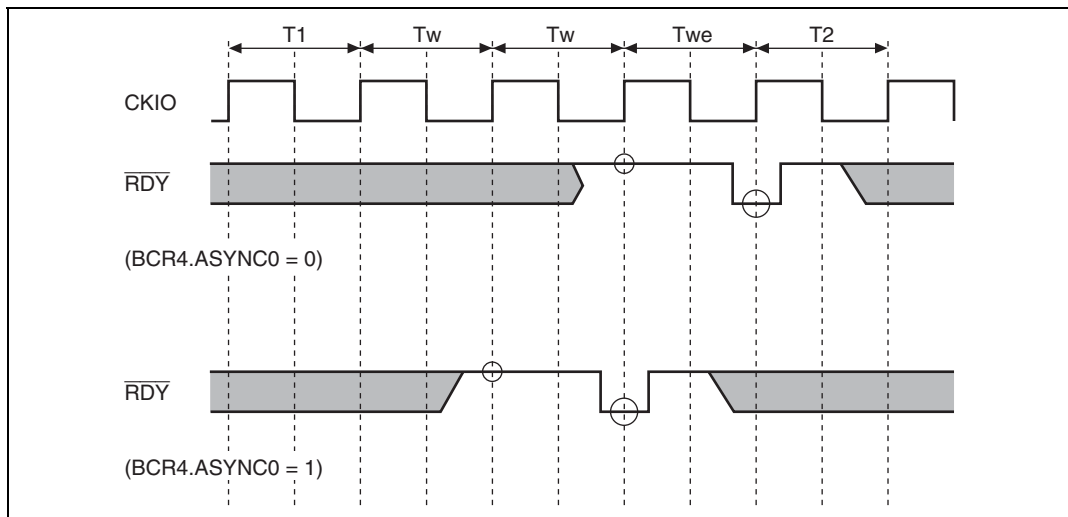 T1 Tw Tw Twe T2
CKIO
RDY
(BCR4.ASYNC0 = 0)
RDY
(BCR4.ASYNC0 = 1)